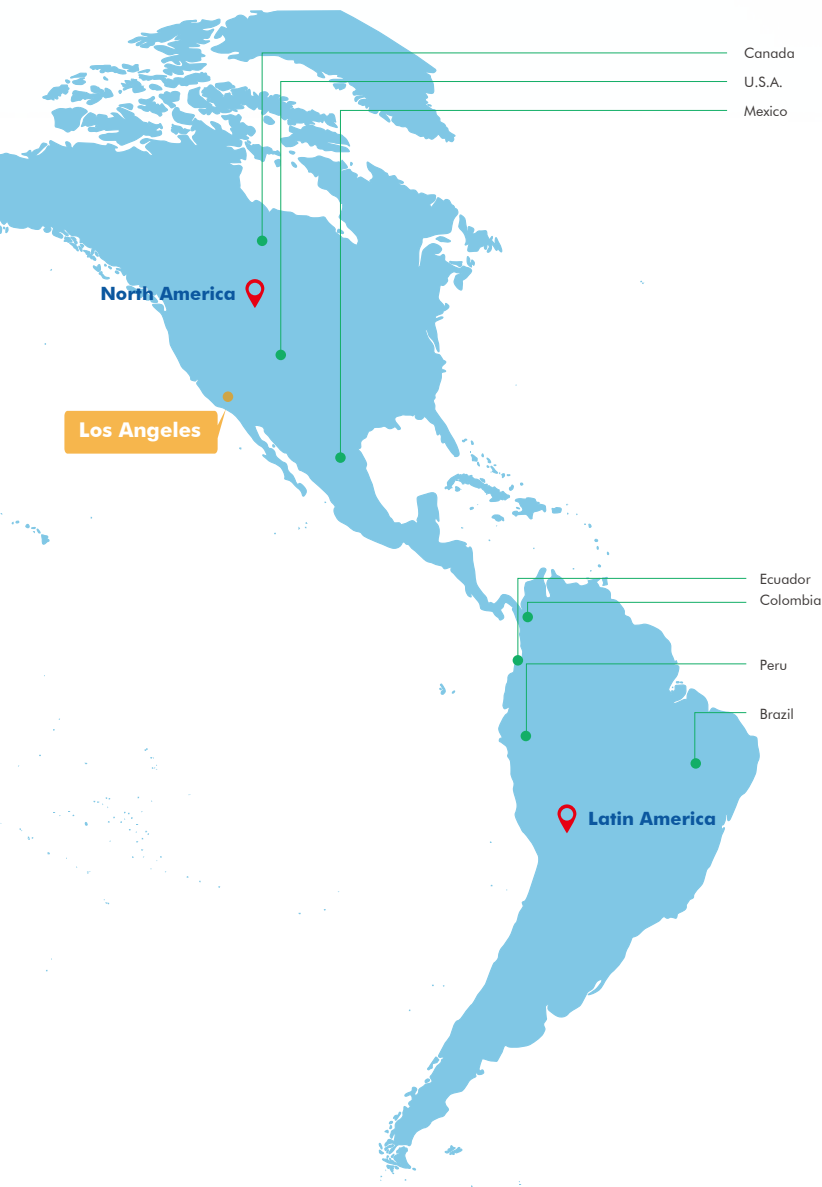 Canada
U.S.A.
Mexico
North America
Los Angeles
Ecuador
Colombia
Peru
Brazil
Latin America